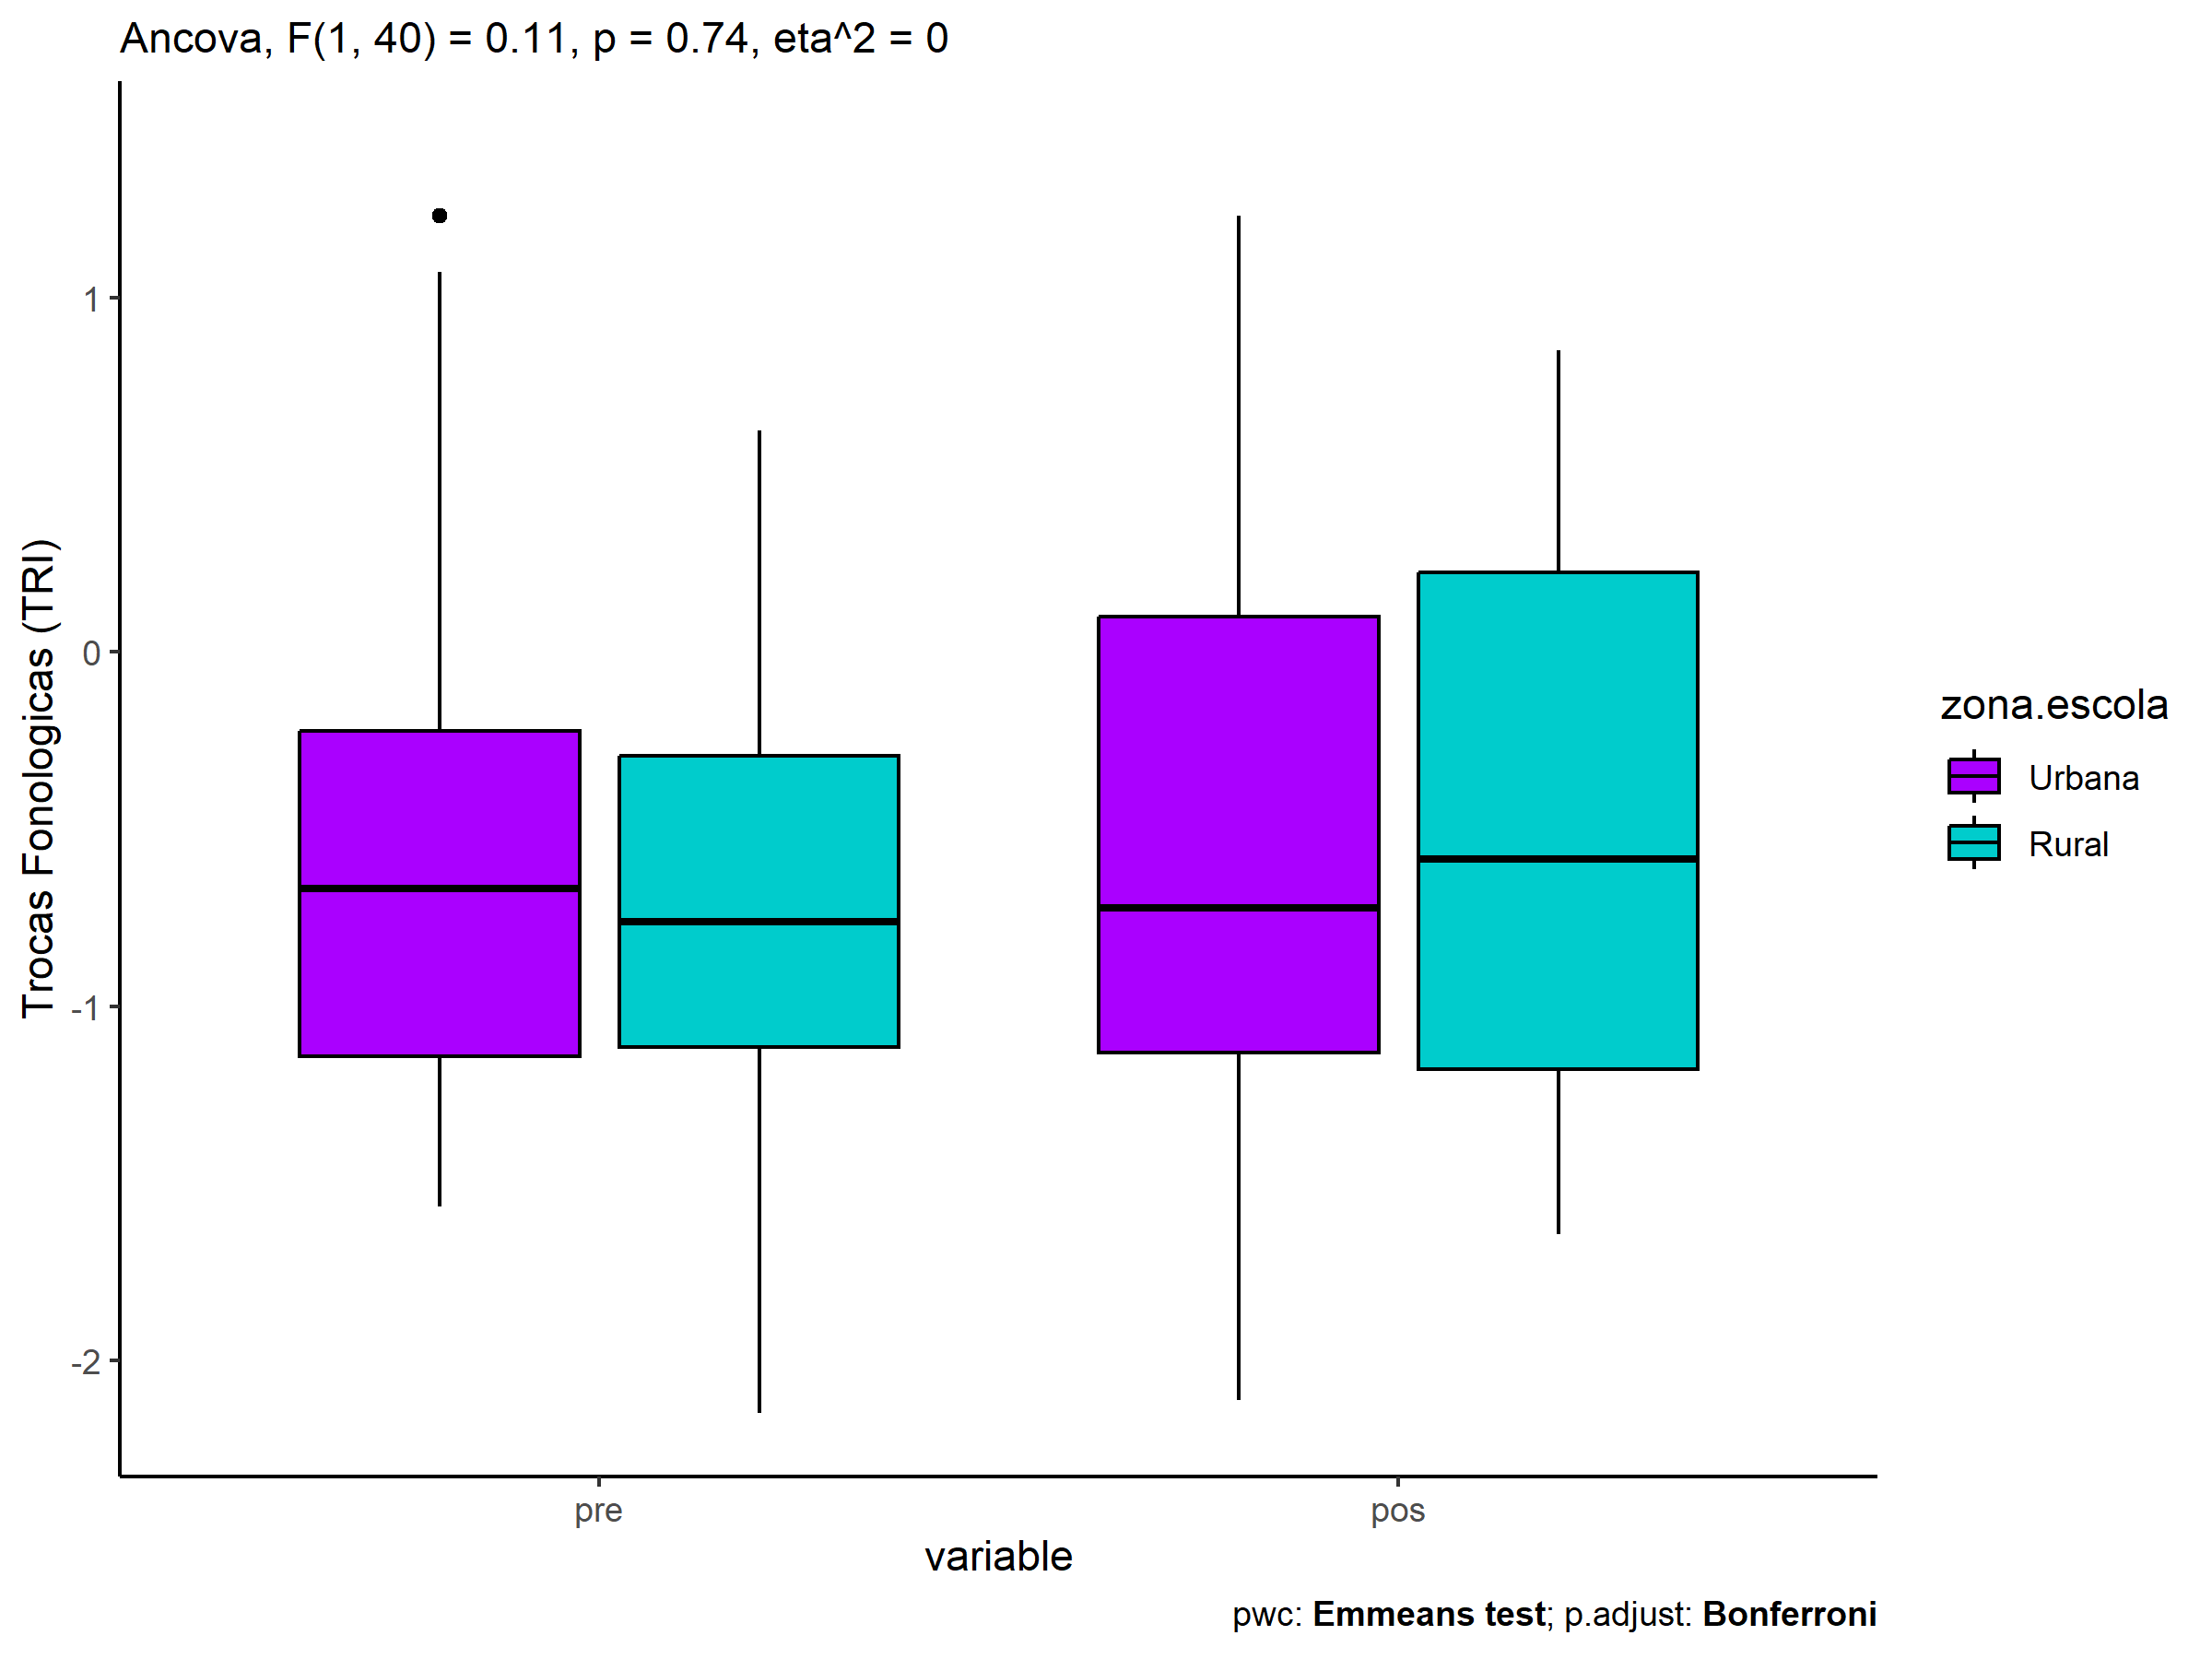 Ancova, F(1, 40) = 0.11, p = 0.74, eta^2 = 0
Trocas Fonologicas (TRI)
1
0
-1
-2
pre
pos
variable
zona.escola
Urbana
Rural
pwc: Emmeans test; p.adjust: Bonferroni